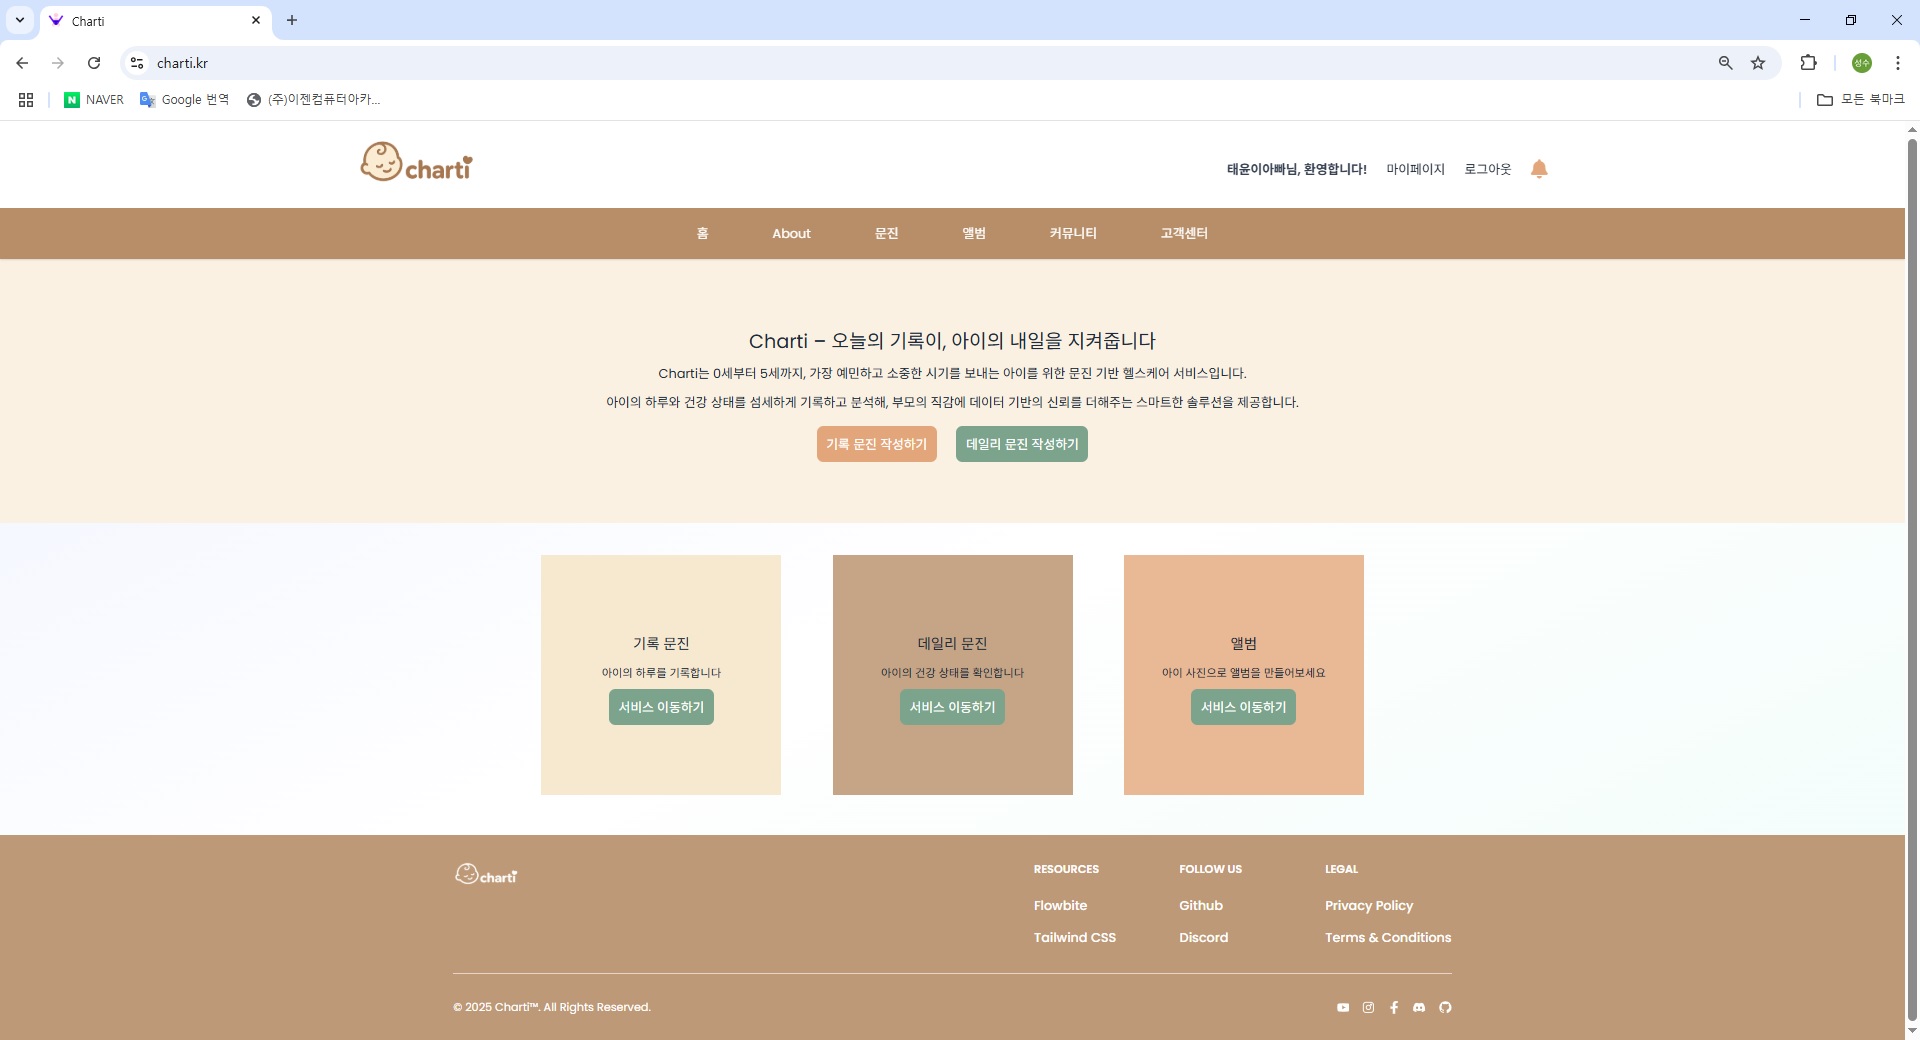 Charti
charti.kr
NAVER
Google 번역
(주)이젠컴퓨터아카...
모든 북마크
성수
charti
태윤이아빠님, 환영합니다!
마이페이지
로그아웃
홈
About
문진
앨범
커뮤니티
고객센터
Charti – 오늘의 기록이, 아이의 내일을 지켜줍니다
Charti는 0세부터 5세까지, 가장 예민하고 소중한 시기를 보내는 아이를 위한 문진 기반 헬스케어 서비스입니다.
아이의 하루와 건강 상태를 섬세하게 기록하고 분석해, 부모의 직감에 데이터 기반의 신뢰를 더해주는 스마트한 솔루션을 제공합니다.
기록 문진 작성하기
데일리 문진 작성하기
기록 문진
아이의 하루를 기록합니다
서비스 이동하기
데일리 문진
아이의 건강 상태를 확인합니다
서비스 이동하기
앨범
아이 사진으로 앨범을 만들어보세요
서비스 이동하기
charti
RESOURCES
Flowbite
Tailwind CSS
FOLLOW US
Github
Discord
LEGAL
Privacy Policy
Terms & Conditions
© 2025 Charti™. All Rights Reserved.